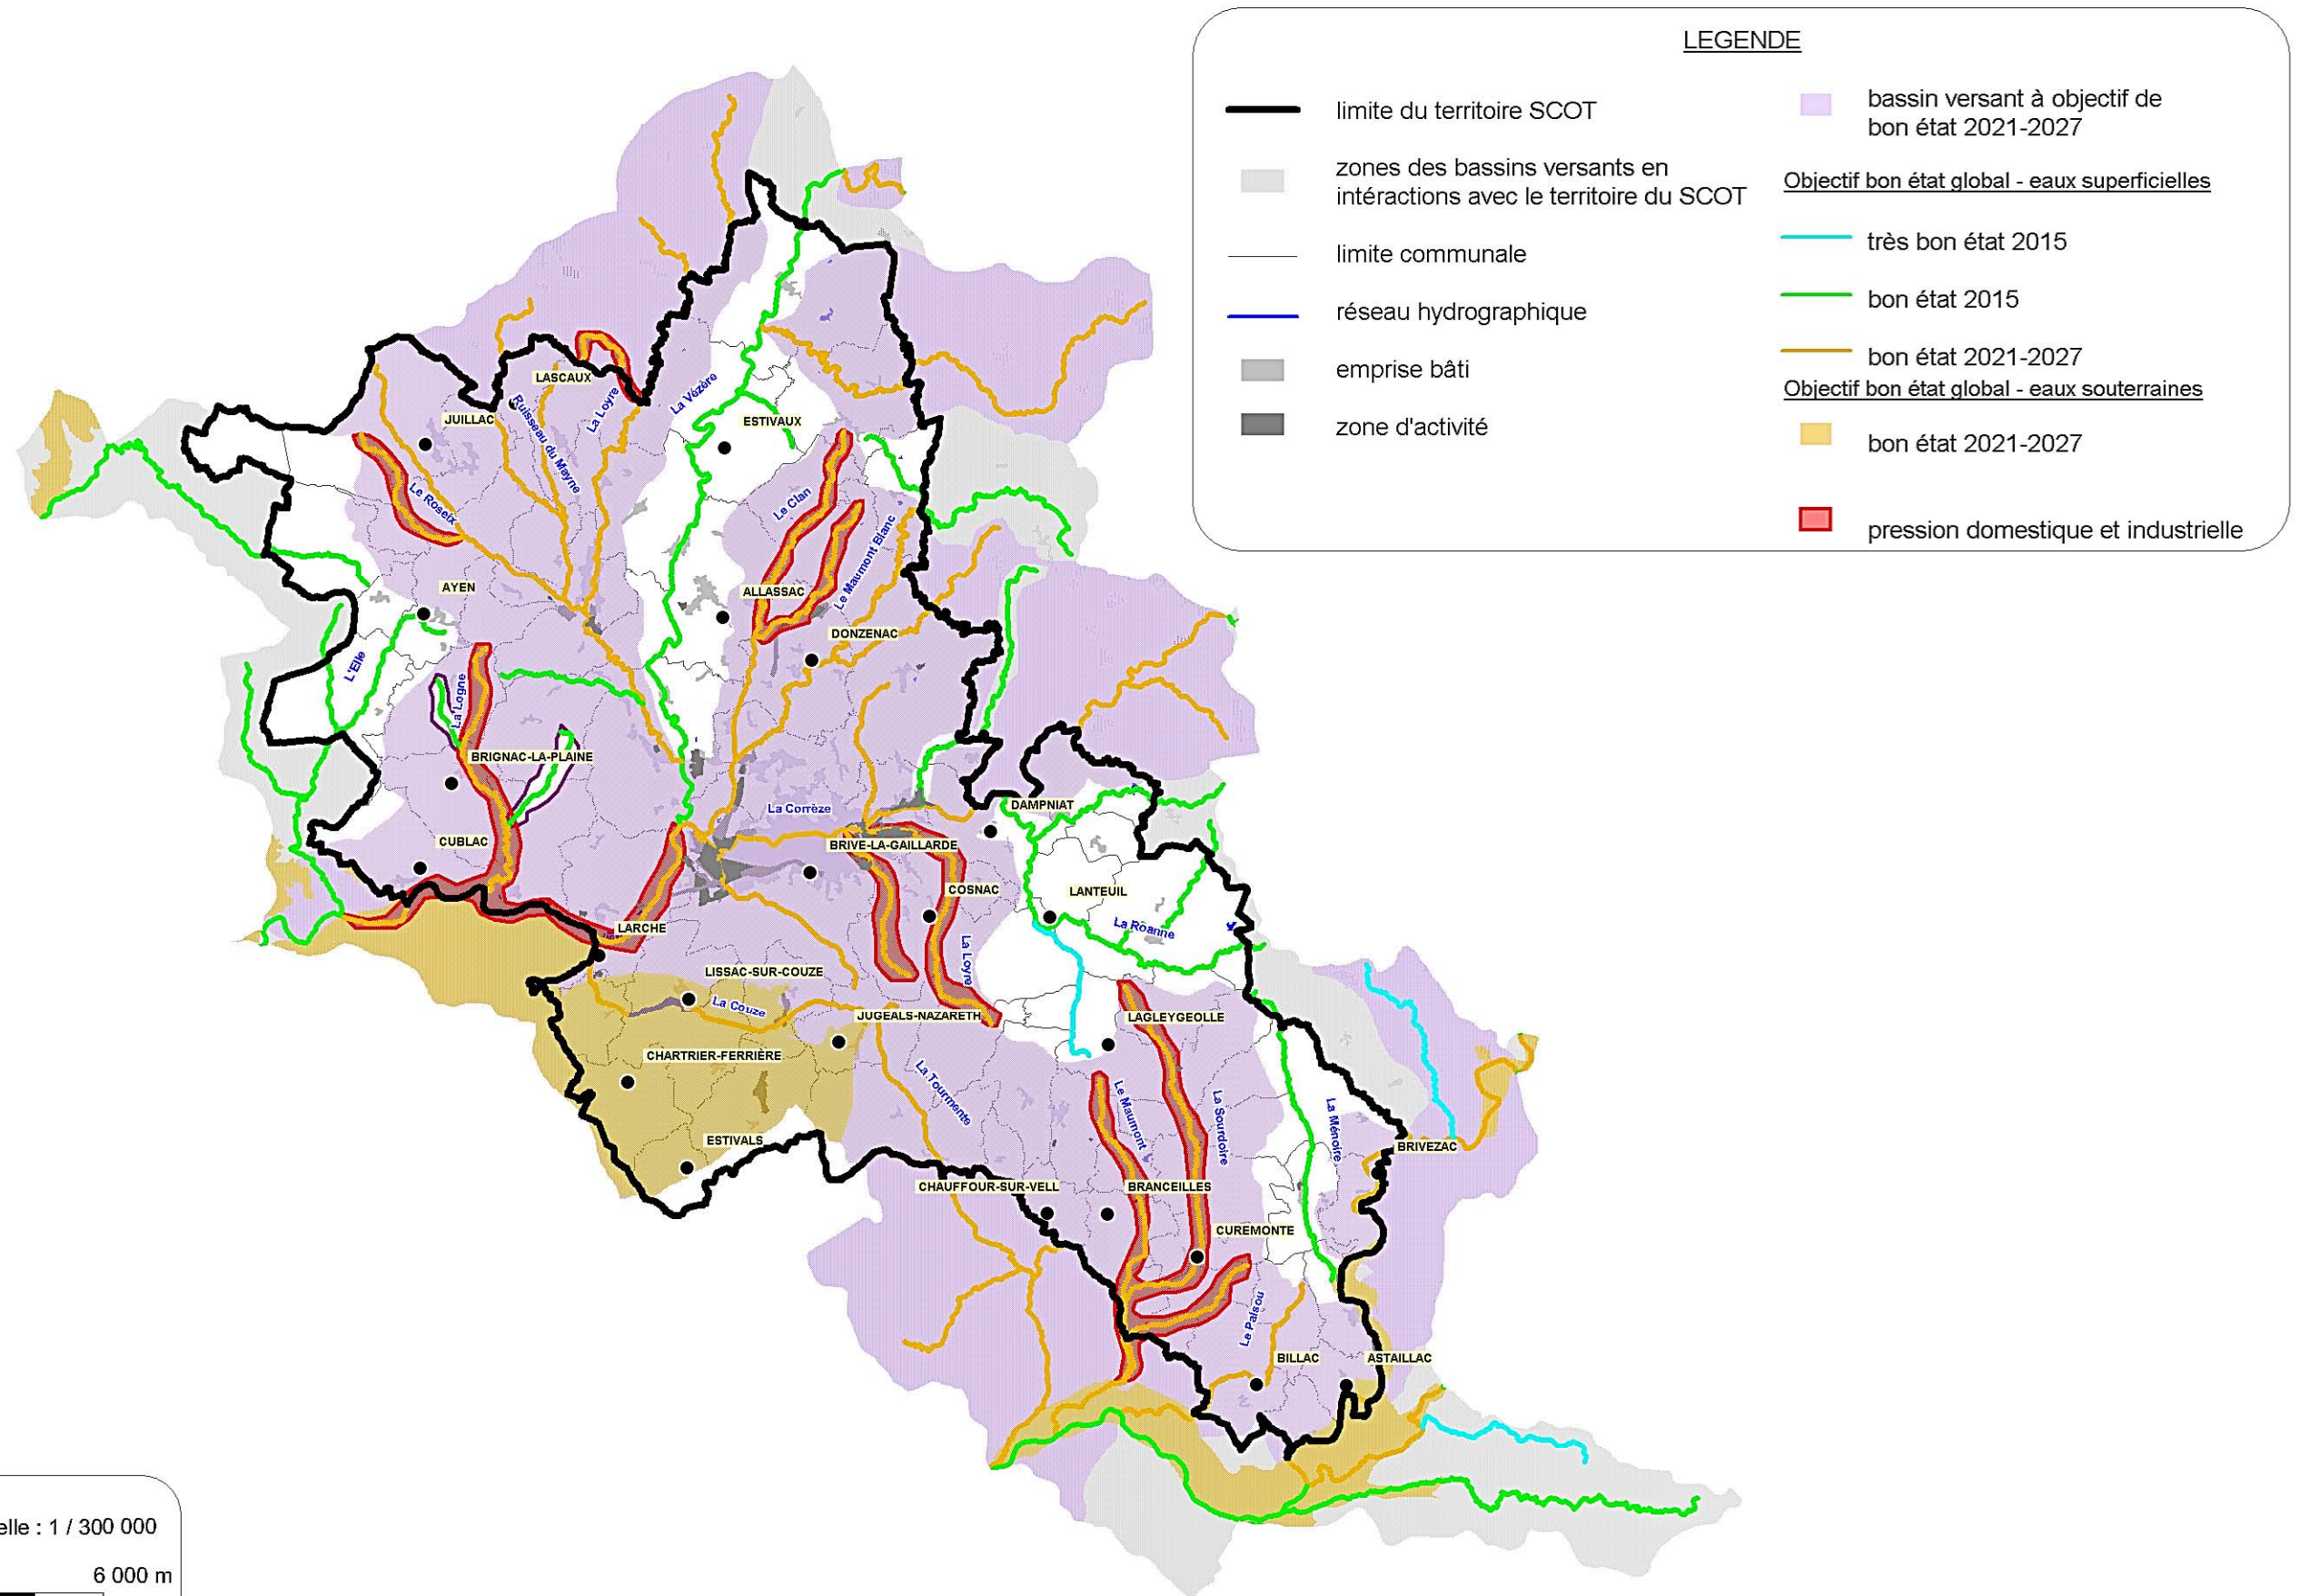 LEGENDE
limite du territoire SCOT
zones des bassins versants en
intéractions avec le territoire du SCOT
limite communale
réseau hydrographique
emprise bâti
zone d'activité
bassin versant à objectif de
bon état 2021-2027
Objectif bon état global - eaux superficielles
très bon état 2015
bon état 2015
bon état 2021-2027
Objectif bon état global - eaux souterraines
bon état 2021-2027
pression domestique et industrielle
LASCAUX
La Vézère
La Loyre
Ruisseau du Mayne
JUILLAC
ESTIVAUX
Le Roseix
Le Clan
Le Maumont Blanc
AYEN
ALLASSAC
DONZENAC
L'Elle
La Logne
BRIGNAC-LA-PLAINE
La Corrèze
DAMPNIAT
CUBLAC
BRIVE-LA-GAILLARDE
COSNAC
LANTEUIL
LARCHE
La Roanne
La Loyre
LISSAC-SUR-COUZE
La Couze
JUGEALS-NAZARETH
LAGLEYGEOLLE
CHARTRIER-FERRIÈRE
La Tourmente
Le Maumont
La Sourdoire
La Ménoire
ESTIVALS
BRIVEZAC
CHAUFFOUR-SUR-VELL
BRANCEILLES
CUREMONTE
Le Palsou
BILLAC
ASTAILLAC
elle : 1 / 300 000
6 000 m